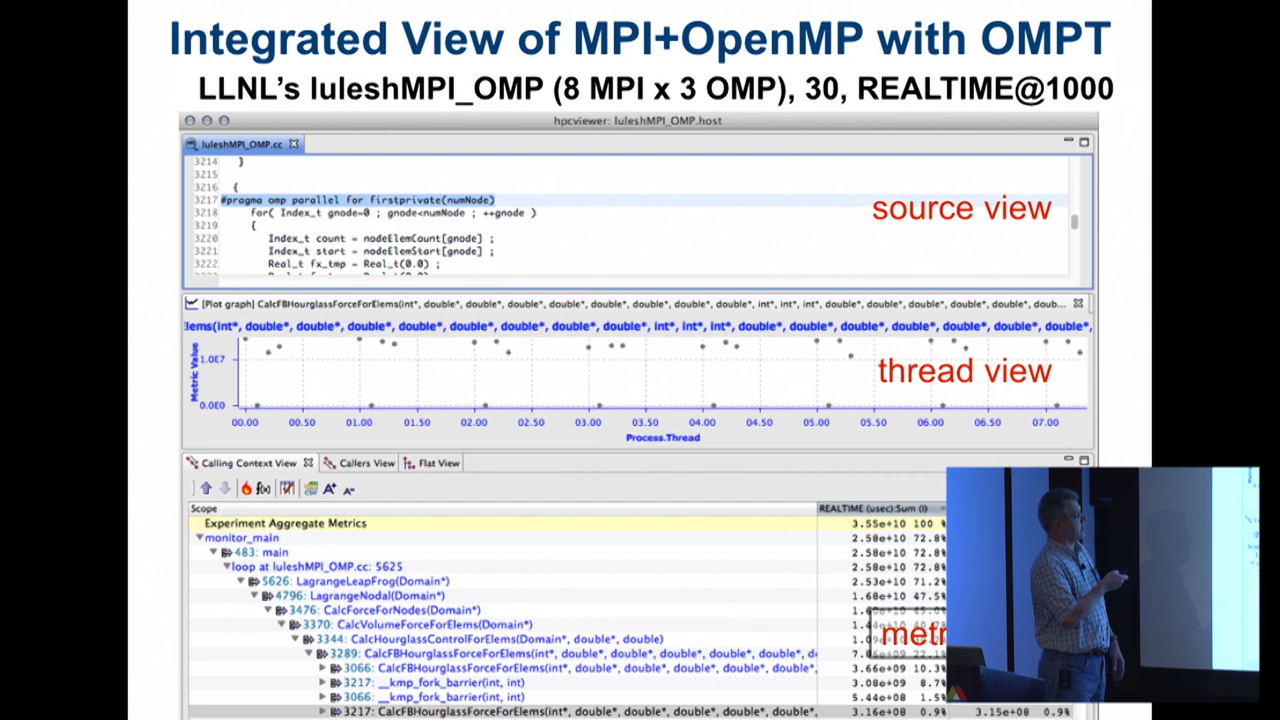 Integrated View of MPI+OpenMP with OMPT
LLNL's luleshMPI_OMP (8 MPI x 3 OMP), 30, REALTIME@1000
hpcviewer: luleshMPI_OMP.host
luleshMPI_OMP.cc
3214 }
3215
3216 {
3217 #pragma omp parallel for firstprivate(numNode)
3218 for( Index_t gnode=0 ; gnode<numNode ; ++gnode )
3219 {
3220 Index_t count = nodeElemCount[gnode] ;
3221 Index_t start = nodeElemStart[gnode] ;
3222 Real_t fx_tmp = Real_t(0.0) ;
source view
[Plot graph] CalcFBHourglassForceForElems(int*, double*, double*, double*, double*, double*, double*, double*, int*, int*, int*, double*, double*, double*, double*, double*, doub...
Elems(int*, double*, double*, double*, double*, double*, double*, double*, int*, int*, int*, double*, double*, double*, double*, double*, double*, double*,
Metric Value
1.0E7
0.0E0
thread view
00.00 00.50 01.00 01.50 02.00 02.50 03.00 03.50 04.00 04.50 05.00 05.50 06.00 06.50 07.00
Process.Thread
Calling Context View Callers View Flat View
f(x) A+ A-
Scope REALTIME (usec):Sum (I)
Experiment Aggregate Metrics 3.55e+10 100 %
monitor_main 2.58e+10 72.8%
483: main 2.58e+10 72.8%
loop at luleshMPI_OMP.cc: 5625 2.58e+10 72.8%
5626: LagrangeLeapFrog(Domain*) 2.53e+10 71.2%
4796: LagrangeNodal(Domain*) 1.68e+10 47.5%
3476: CalcForceForNodes(Domain*)
3370: CalcVolumeForceForElems(Domain*)
3344: CalcHourglassControlForElems(Domain*, double*, double)
metr
3289: CalcFBHourglassForceForElems(int*, double*, double*, double*, double*, double*, double*, 22.1%
3066: CalcFBHourglassForceForElems(int*, double*, double*, double*, double*, double*, double*, 3.66e+09 10.3%
3217: __kmp_fork_barrier(int, int) 3.08e+09 8.7%
3066: __kmp_fork_barrier(int, int) 5.44e+08 1.5%
3217: CalcFBHourglassForceForElems(int*, double*, double*, double*, double*, double*, double*, 3.16e+08 0.9% 3.15e+08 0.9%